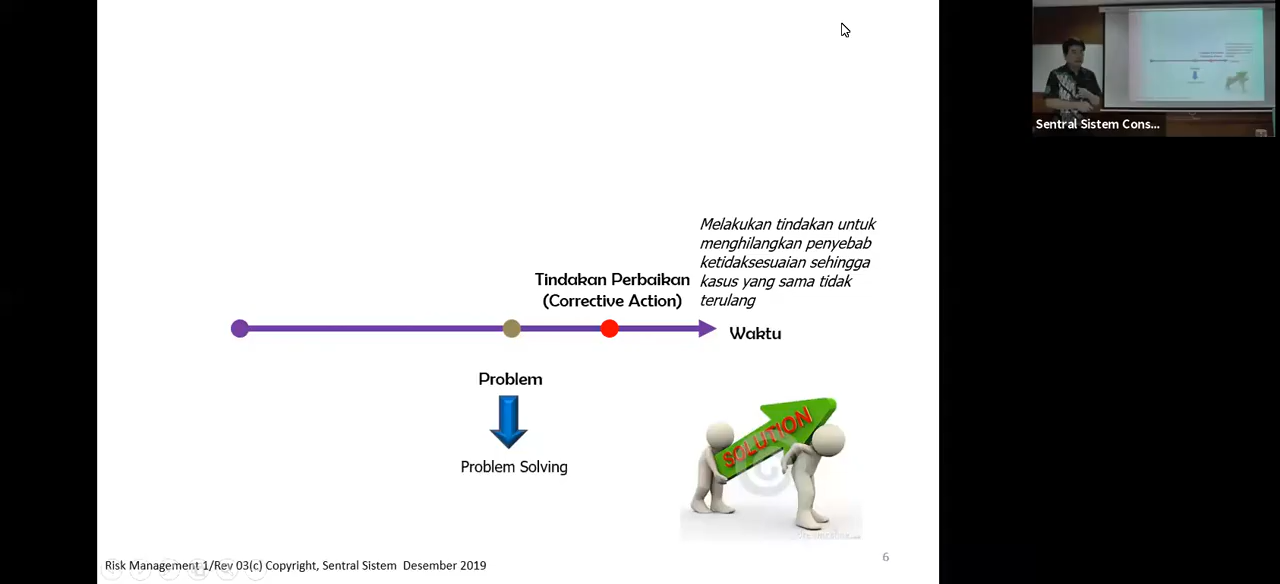 Sentral Sistem Cons...
Melakukan tindakan untuk
menghilangkan penyebab
ketidaksesuaian sehingga
kasus yang sama tidak
terulang
Tindakan Perbaikan
(Corrective Action)
Waktu
Problem
Problem Solving
SOLUTION
6
Risk Management 1/Rev 03(c) Copyright, Sentral Sistem Desember 2019